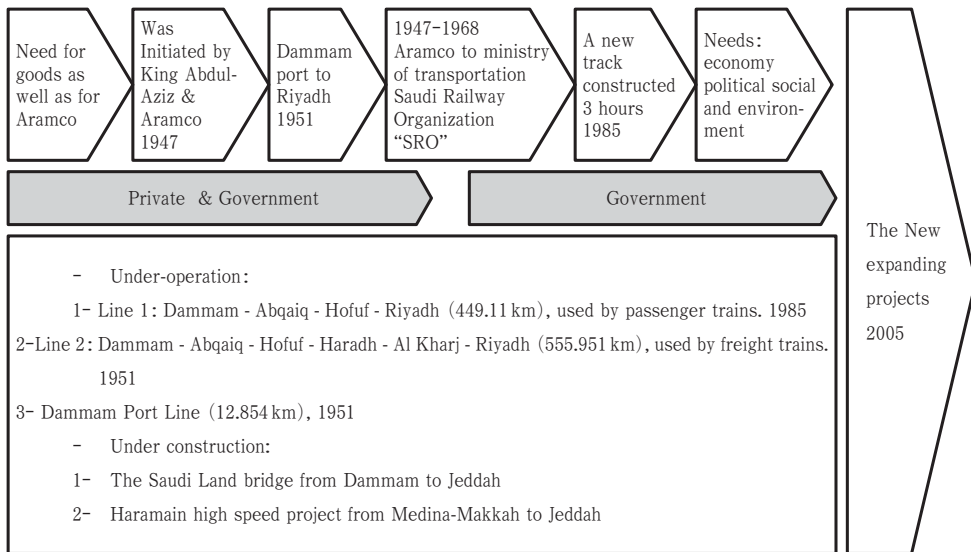 Need for
goods as
well as for
Aramco
Was
Initiated by
King Abdul-
Aziz &
Aramco
1947
Dammam
port to
Riyadh
1951
1947-1968
Aramco to ministry
of transportation
Saudi Railway
Organization
“SRO”
A new
track
constructed
3 hours
1985
Needs:
economy
political social
and environ-
ment
Private & Government
Government
The New
expanding
projects
2005
- Under-operation:
1- Line 1: Dammam - Abqaiq - Hofuf - Riyadh (449.11 km), used by passenger trains. 1985
2-Line 2: Dammam - Abqaiq - Hofuf - Haradh - Al Kharj - Riyadh (555.951 km), used by freight trains.
1951
3- Dammam Port Line (12.854 km), 1951
- Under construction:
1- The Saudi Land bridge from Dammam to Jeddah
2- Haramain high speed project from Medina-Makkah to Jeddah